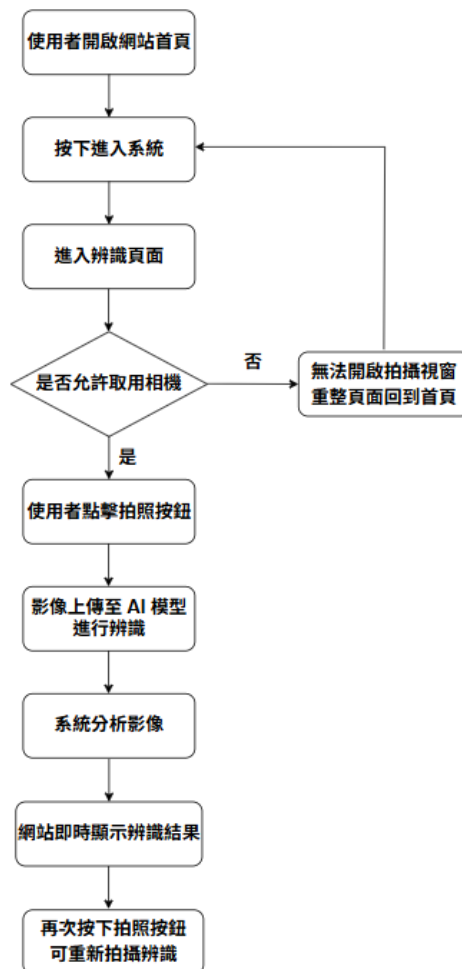 使用者開啟網站首頁
按下進入系統
進入辨識頁面
是否允許取用相機
否
無法開啟拍攝視窗
重整頁面回到首頁
是
使用者點擊拍照按鈕
影像上傳至 AI 模型
進行辨識
系統分析影像
網站即時顯示辨識結果
再次按下拍照按鈕
可重新拍攝辨識